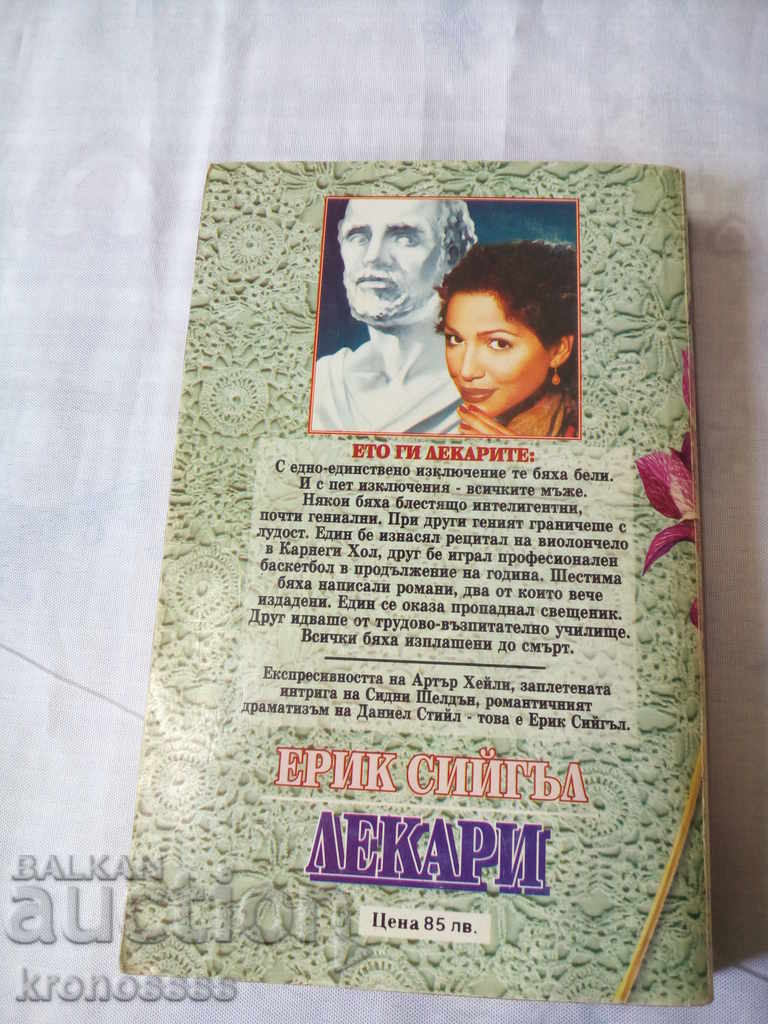 ЕТО ГИ ЛЕКАРИТЕ:
С едно-единствено изключение те бяха бели.
И с пет изключения - всичките мъже.
Някои бяха блестящо интелигентни,
почти гениални. При други геният граничеше с
лудост. Един бе изнасял рецитал на виолончело
в Карнеги Хол, друг бе играл професионален
баскетбол в продължение на година. Шестима
бяха написали романи, два от които вече
издадени. Един се оказа пропаднал свещеник.
Друг идваше от трудово-възпитателно училище.
Всички бяха изплашени до смърт.
Експресивността на Артър Хейли, заплетената
интрига на Сидни Шелдън, романтичният
драматизъм на Даниел Стийл - това е Ерик Сийгъл.
ЕРИК СИЙГЪЛ
ЛЕКАРИ
Цена 85 лв.
BALKAN
auction
kronosssss